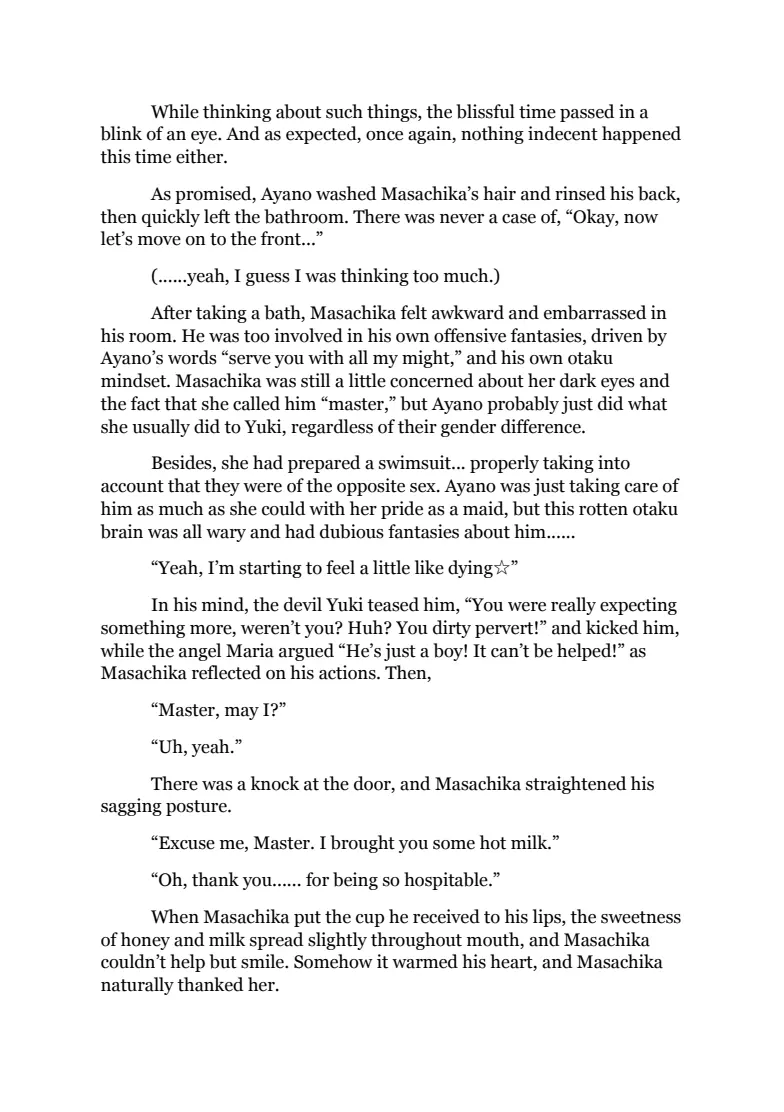 While thinking about such things, the blissful time passed in a
blink of an eye. And as expected, once again, nothing indecent happened
this time either.
As promised, Ayano washed Masachika’s hair and rinsed his back,
then quickly left the bathroom. There was never a case of, “Okay, now
let’s move on to the front...”
(......yeah, I guess I was thinking too much.)
After taking a bath, Masachika felt awkward and embarrassed in
his room. He was too involved in his own offensive fantasies, driven by
Ayano’s words “serve you with all my might,” and his own otaku
mindset. Masachika was still a little concerned about her dark eyes and
the fact that she called him “master,” but Ayano probably just did what
she usually did to Yuki, regardless of their gender difference.
Besides, she had prepared a swimsuit... properly taking into
account that they were of the opposite sex. Ayano was just taking care of
him as much as she could with her pride as a maid, but this rotten otaku
brain was all wary and had dubious fantasies about him......
“Yeah, I’m starting to feel a little like dying☆”
In his mind, the devil Yuki teased him, “You were really expecting
something more, weren’t you? Huh? You dirty pervert!” and kicked him,
while the angel Maria argued “He’s just a boy! It can’t be helped!” as
Masachika reflected on his actions. Then,
“Master, may I?”
“Uh, yeah.”
There was a knock at the door, and Masachika straightened his
sagging posture.
“Excuse me, Master. I brought you some hot milk.”
“Oh, thank you...... for being so hospitable.”
When Masachika put the cup he received to his lips, the sweetness
of honey and milk spread slightly throughout mouth, and Masachika
couldn’t help but smile. Somehow it warmed his heart, and Masachika
naturally thanked her.